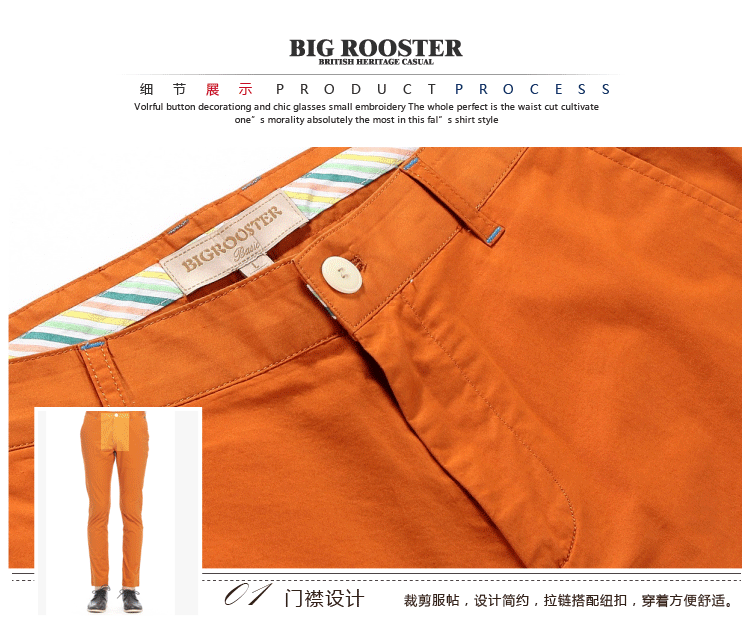 BIG ROOSTER
BRITISH HERITAGE CASUAL
细 节 展 示 P R O D U C T P R O C E S S
Volrful button decorationg and chic glasses small embroidery The whole perfect is the waist cut cultivate
one”s morality absolutely the most in this fal”s shirt style
BIGROOSTER
Basic
L
01 门襟设计 裁剪服帖，设计简约，拉链搭配纽扣，穿着方便舒适。